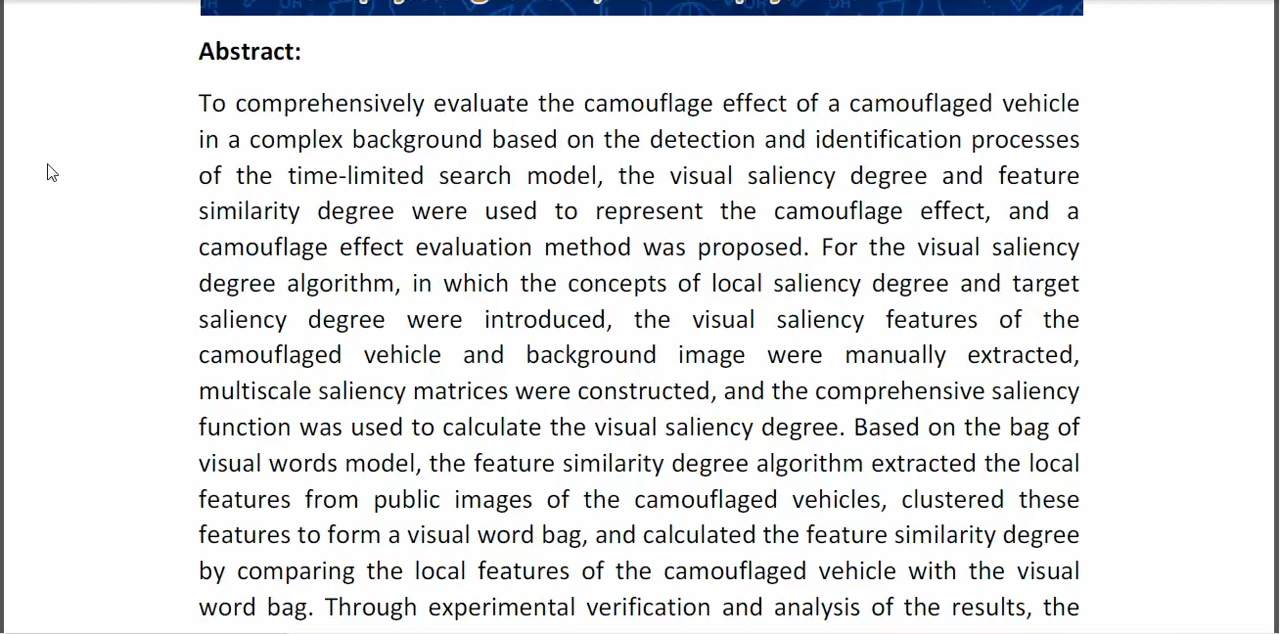 Abstract:
To comprehensively evaluate the camouflage effect of a camouflaged vehicle
in a complex background based on the detection and identification processes
of the time-limited search model, the visual saliency degree and feature
similarity degree were used to represent the camouflage effect, and a
camouflage effect evaluation method was proposed. For the visual saliency
degree algorithm, in which the concepts of local saliency degree and target
saliency degree were introduced, the visual saliency features of the
camouflaged vehicle and background image were manually extracted,
multiscale saliency matrices were constructed, and the comprehensive saliency
function was used to calculate the visual saliency degree. Based on the bag of
visual words model, the feature similarity degree algorithm extracted the local
features from public images of the camouflaged vehicles, clustered these
features to form a visual word bag, and calculated the feature similarity degree
by comparing the local features of the camouflaged vehicle with the visual
word bag. Through experimental verification and analysis of the results, the